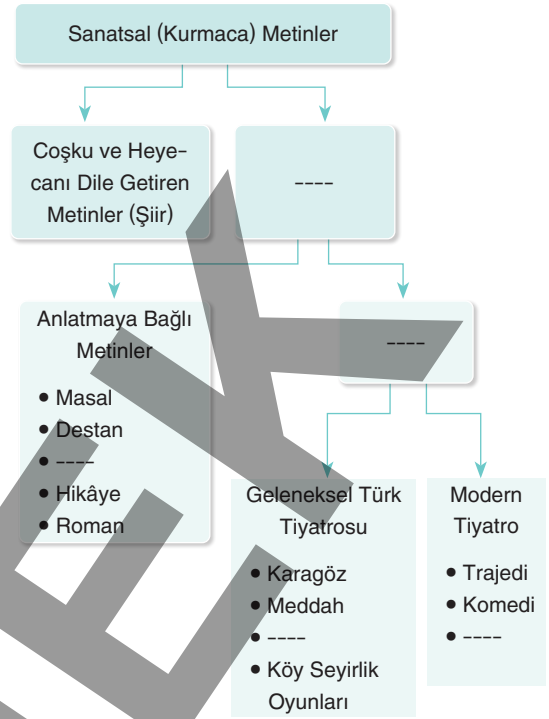 Sanatsal (Kurmaca) Metinler
Coşku ve Heye-
canı Dile Getiren
Metinler (Şiir)
----
Anlatmaya Bağlı
Metinler
• Masal
• Destan
• ----
• Hikâye
• Roman
----
Geleneksel Türk
Tiyatrosu
• Karagöz
• Meddah
• ----
• Köy Seyirlik
Oyunları
Modern
Tiyatro
• Trajedi
• Komedi
• ----